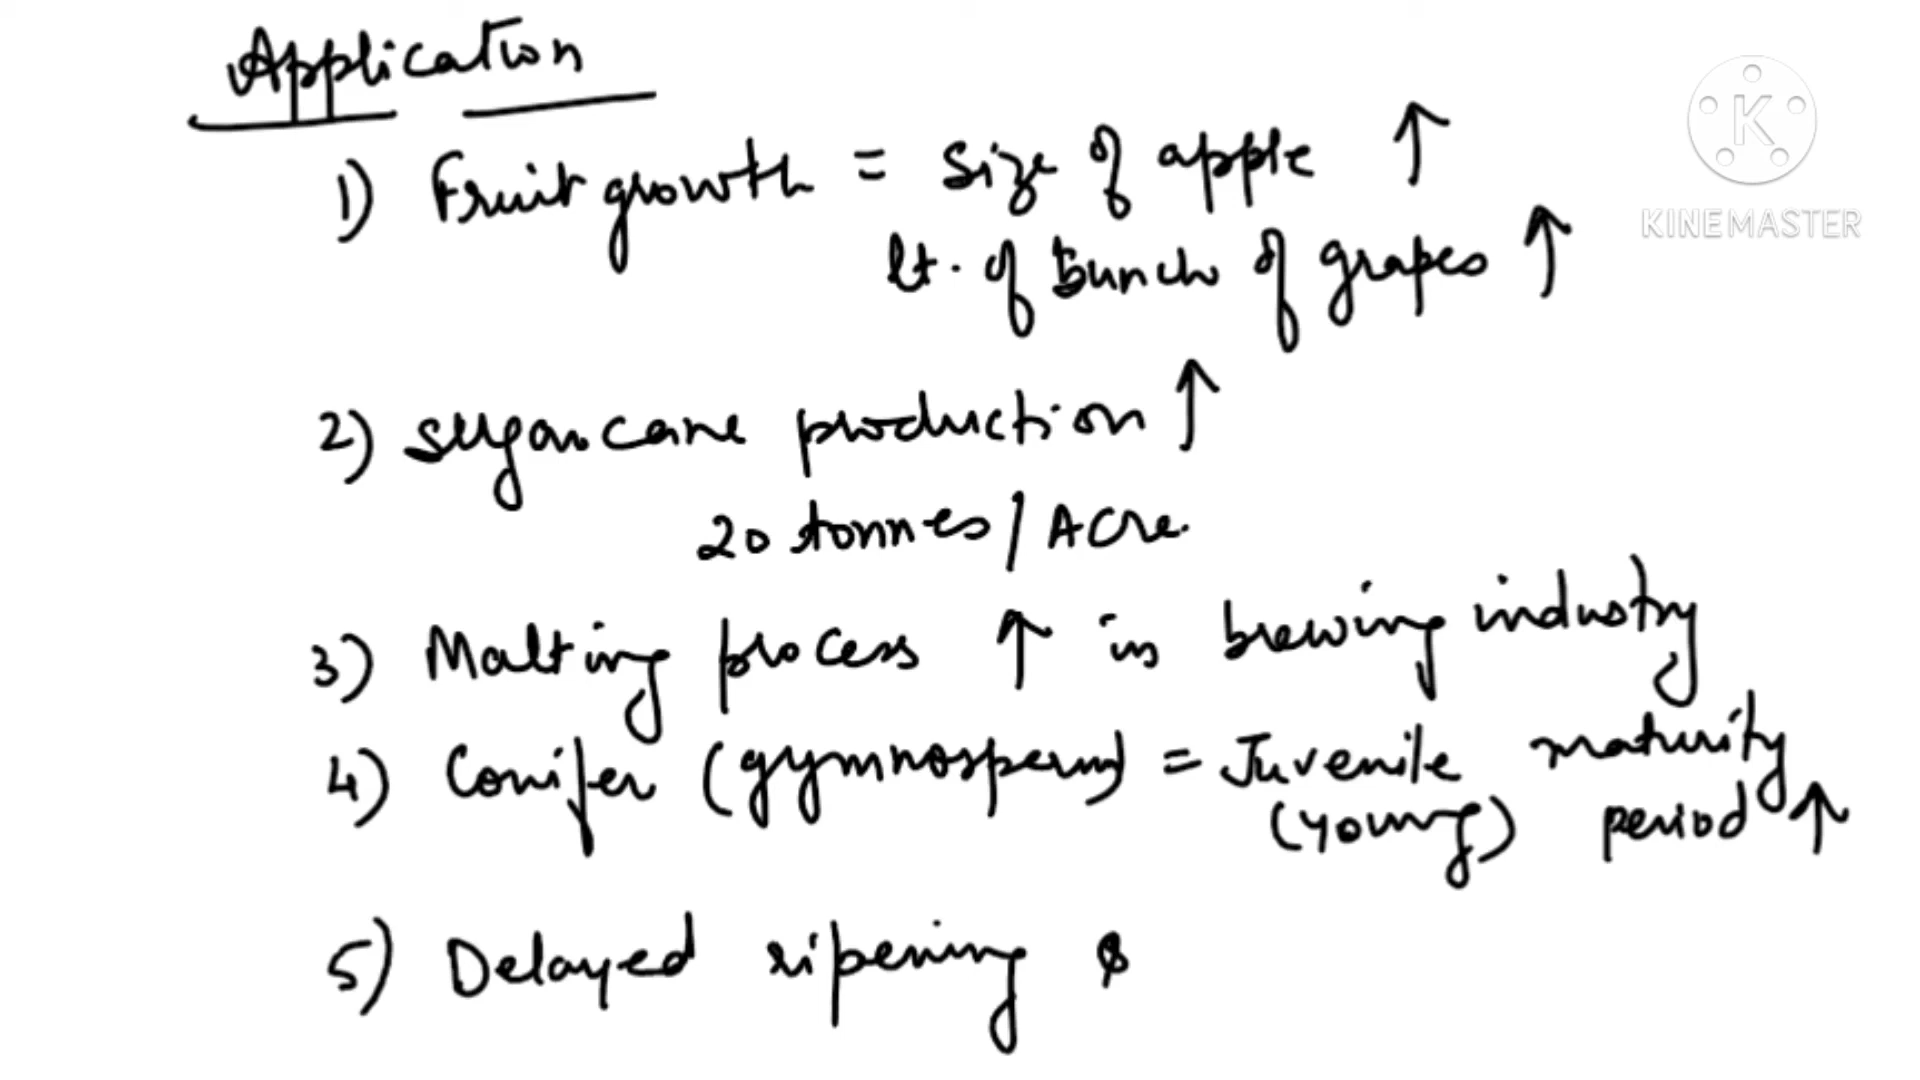 Application
1) Fruit growth = Size of apple ↑
lt. of bunch of grapes ↑
2) sugarcane production ↑
20 tonnes / Acre.
3) Malting process ↑ in brewing industry
4) Conifer (gymnosperm) = Juvenile maturity
(young) period ↑
5) Delayed ripening
K
KINEMASTER